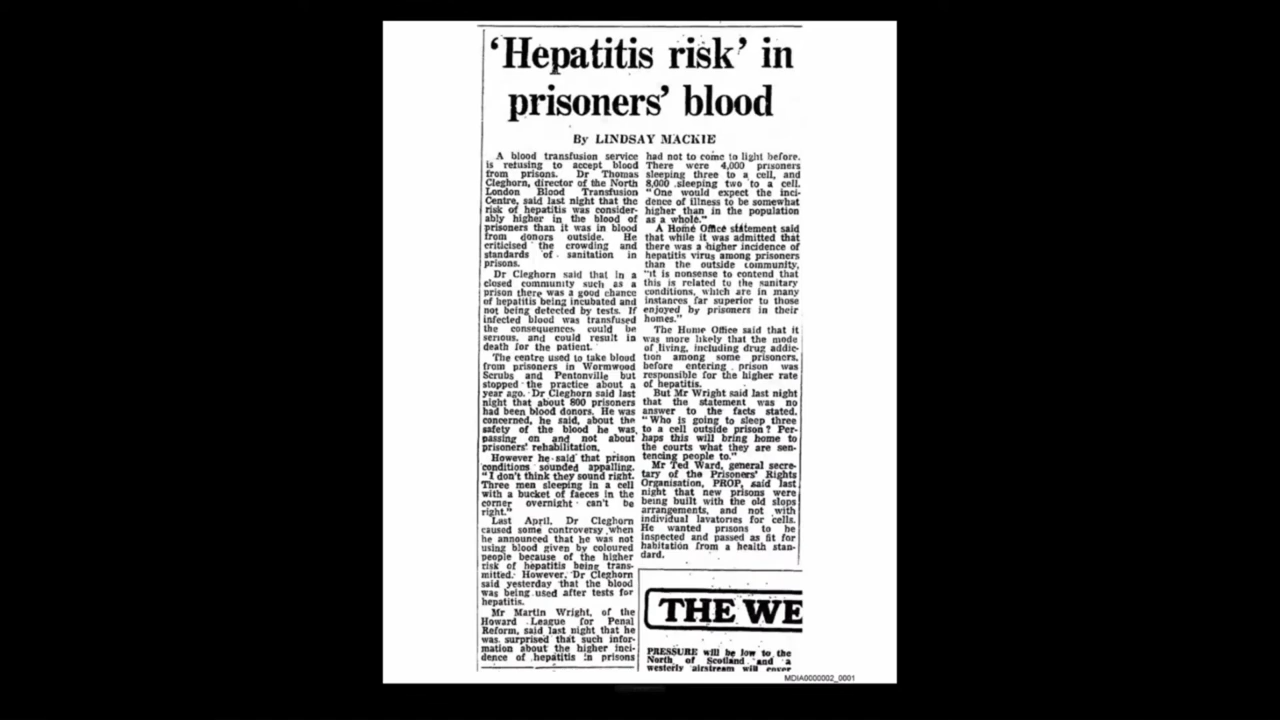 ‘Hepatitis risk’ in
prisoners’ blood
By LINDSAY MACKIE
A blood transfusion service
is refusing to accept blood
from prisons. Dr Thomas
Cleghorn, director of the North
London Blood Transfusion
Centre, said last night that the
risk of hepatitis was consider-
ably higher in the blood of
prisoners than it was in blood
from donors outside. He
criticised the crowding and
standards of sanitation in
prisons.
Dr Cleghorn said that in a
closed community such as a
prison there was a good chance
of hepatitis being incubated and
not being detected by tests. If
infected blood was transfused
the consequences could be
serious, and could result in
death for the patient.
The centre used to take blood
from prisoners in Wormwood
Scrubs and Pentonville but
stopped the practice about a
year ago. Dr Cleghorn said last
night that about 800 prisoners
had been blood donors. He was
concerned, he said, about the
safety of the blood he was
passing on and not about
prisoners’ rehabilitation.
However he said that prison
conditions sounded appalling.
“I don’t think they sound right.
Three men sleeping in a cell
with a bucket of faeces in the
corner overnight can’t be
right.”
Last April, Dr Cleghorn
caused some controversy when
he announced that he was not
using blood given by coloured
people because of the higher
risk of hepatitis being trans-
mitted. However, Dr Cleghorn
said yesterday that the blood
was being used after tests for
hepatitis.
Mr Martin Wright, of the
Howard League for Penal
Reform, said last night that he
was surprised that such infor-
mation about the higher inci-
dence of hepatitis in prisons
had not to come to light before.
There were 4,000 prisoners
sleeping three to a cell, and
8,000 sleeping two to a cell.
“One would expect the inci-
dence of illness to be somewhat
higher than in the population
as a whole.”
A Home Office statement said
that while it was admitted that
there was a higher incidence of
hepatitis virus among prisoners
than the outside community,
“it is nonsense to contend that
this is related to the sanitary
conditions, which are in many
instances far superior to those
enjoyed by prisoners in their
homes.”
The Home Office said that it
was more likely that the mode
of living, including drug addic-
tion among some prisoners,
before entering prison was
responsible for the higher rate
of hepatitis.
But Mr Wright said last night
that the statement was no
answer to the facts stated.
“Who is going to sleep three
to a cell outside prison? Per-
haps this will bring home to
the courts what they are sen-
tencing people to.”
Mr Ted Ward, general secre-
tary of the Prisoners’ Rights
Organisation, PROP, said last
night that new prisons were
being built with the old slops
arrangements, and not with
individual lavatories for cells.
He wanted prisons to be
inspected and passed as fit for
habitation from a health stan-
dard.
THE WE
PRESSURE will be low to the
North of Scotland and a
westerly airstream will cover
MDIA0000002_0001